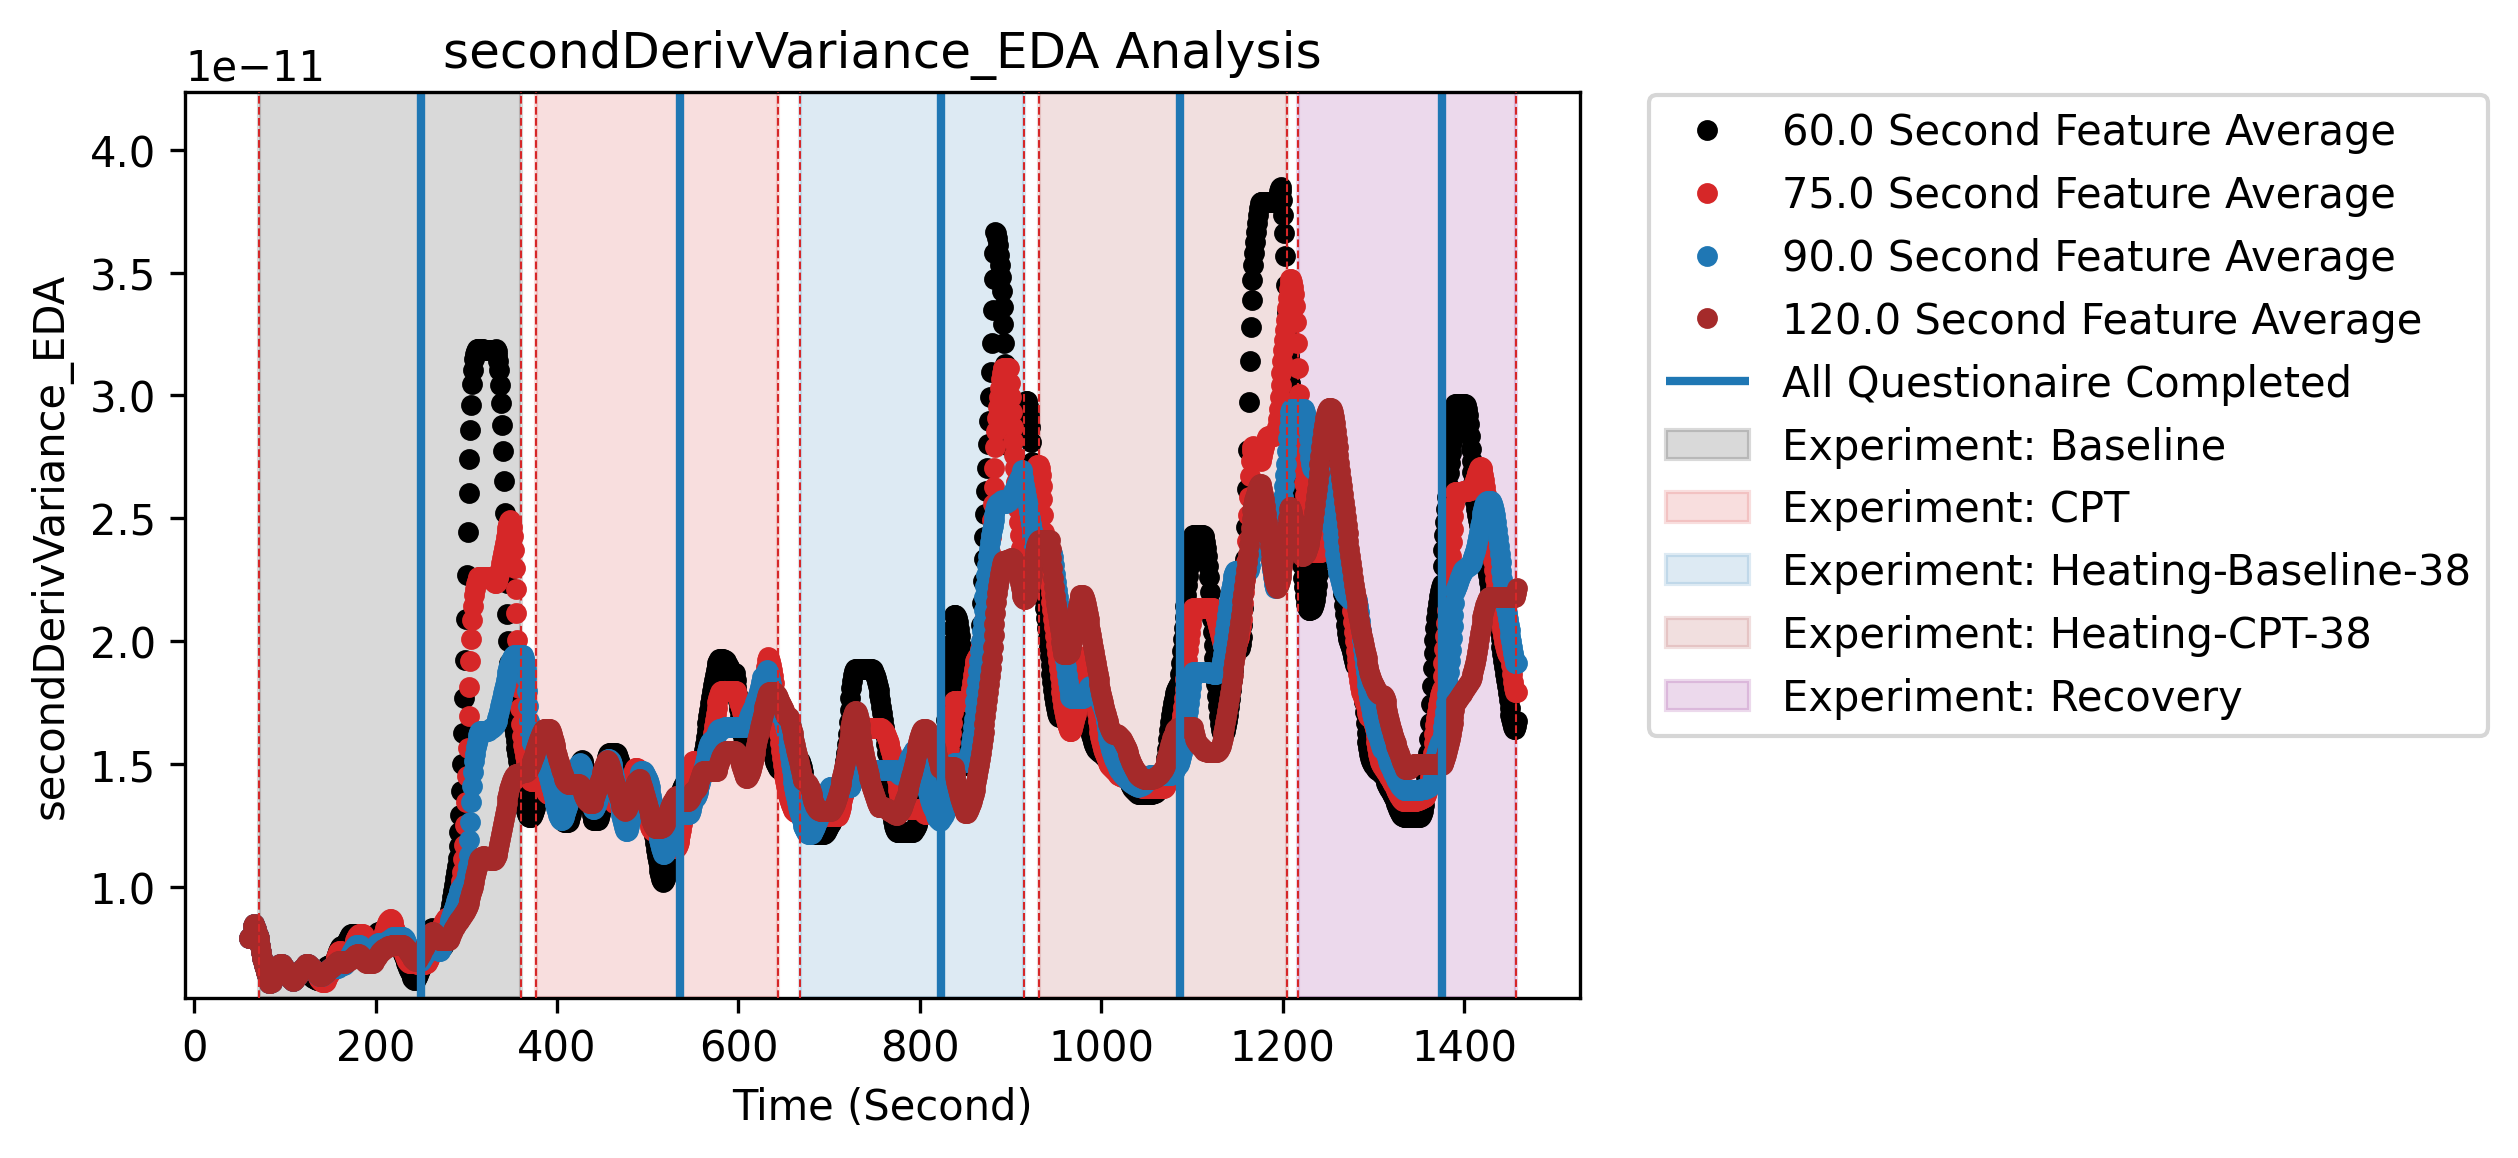 secondDerivVariance_EDA Analysis
1e−11
4.0
3.5
3.0
2.5
2.0
1.5
1.0
secondDerivVariance_EDA
0 200 400 600 800 1000 1200 1400
Time (Second)
60.0 Second Feature Average
75.0 Second Feature Average
90.0 Second Feature Average
120.0 Second Feature Average
All Questionaire Completed
Experiment: Baseline
Experiment: CPT
Experiment: Heating-Baseline-38
Experiment: Heating-CPT-38
Experiment: Recovery